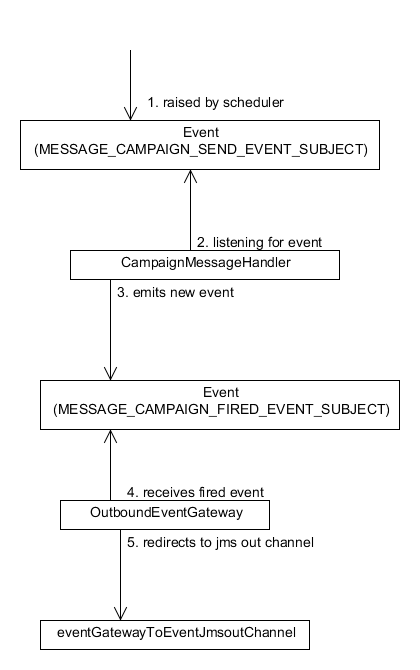 1. raised by scheduler
Event
(MESSAGE_CAMPAIGN_SEND_EVENT_SUBJECT)
2. listening for event
CampaignMessageHandler
3. emits new event
Event
(MESSAGE_CAMPAIGN_FIRED_EVENT_SUBJECT)
4. receives fired event
OutboundEventGateway
5. redirects to jms out channel
eventGatewayToEventJmsoutChannel